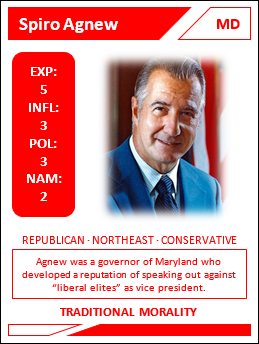 Spiro Agnew
MD
EXP:
5
INFL:
3
POL:
3
NAM:
2
REPUBLICAN · NORTHEAST · CONSERVATIVE
Agnew was a governor of Maryland who
developed a reputation of speaking out against
“liberal elites” as vice president.
TRADITIONAL MORALITY